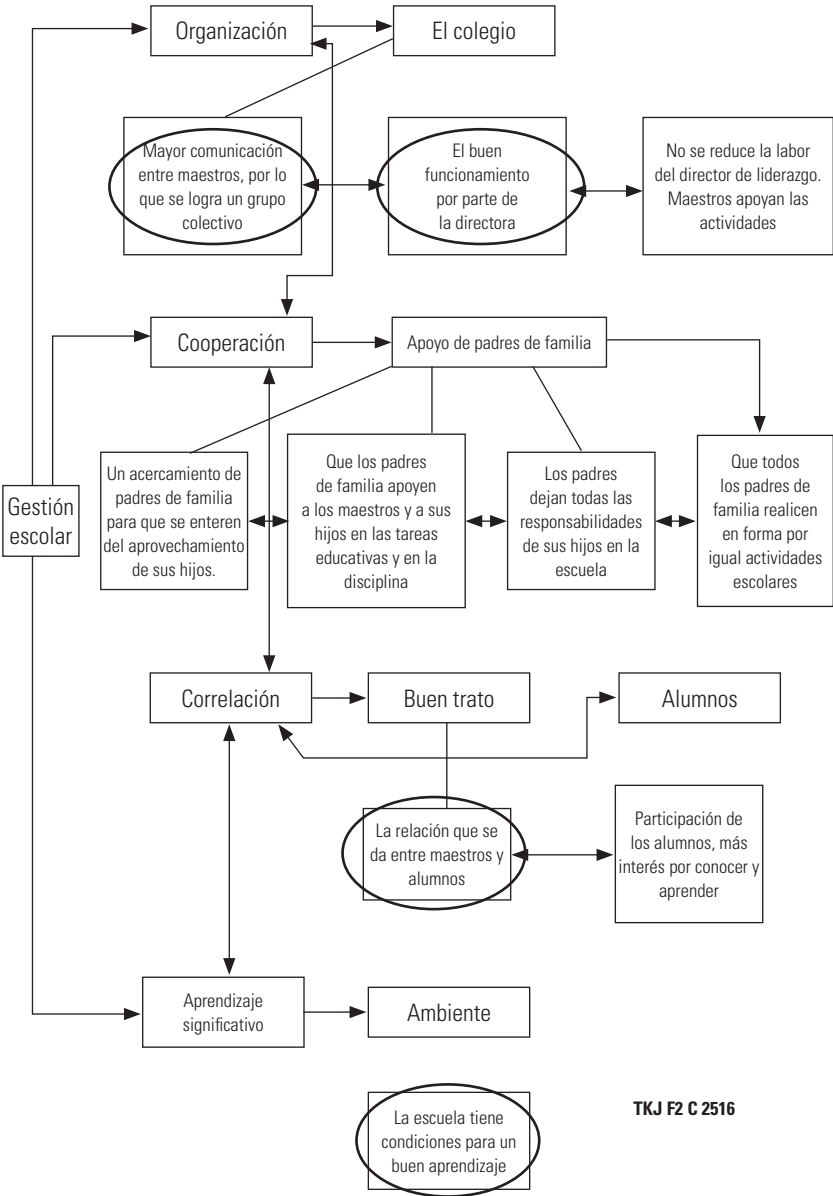 Organización
El colegio
Mayor comunicación
entre maestros, por lo
que se logra un grupo
colectivo
El buen
funcionamiento
por parte de
la directora
No se reduce la labor
del director de liderazgo.
Maestros apoyan las
actividades
Cooperación
Apoyo de padres de familia
Gestión
escolar
Un acercamiento de
padres de familia
para que se enteren
del aprovechamiento
de sus hijos.
Que los padres
de familia apoyen
a los maestros y a sus
hijos en las tareas
educativas y en la
disciplina
Los padres
dejan todas las
responsabilidades
de sus hijos en la
escuela
Que todos
los padres de
familia realicen
en forma por
igual actividades
escolares
Correlación
Buen trato
Alumnos
La relación que se
da entre maestros y
alumnos
Participación de
los alumnos, más
interés por conocer y
aprender
Aprendizaje
significativo
Ambiente
La escuela tiene
condiciones para un
buen aprendizaje
TKJ F2 C 2516